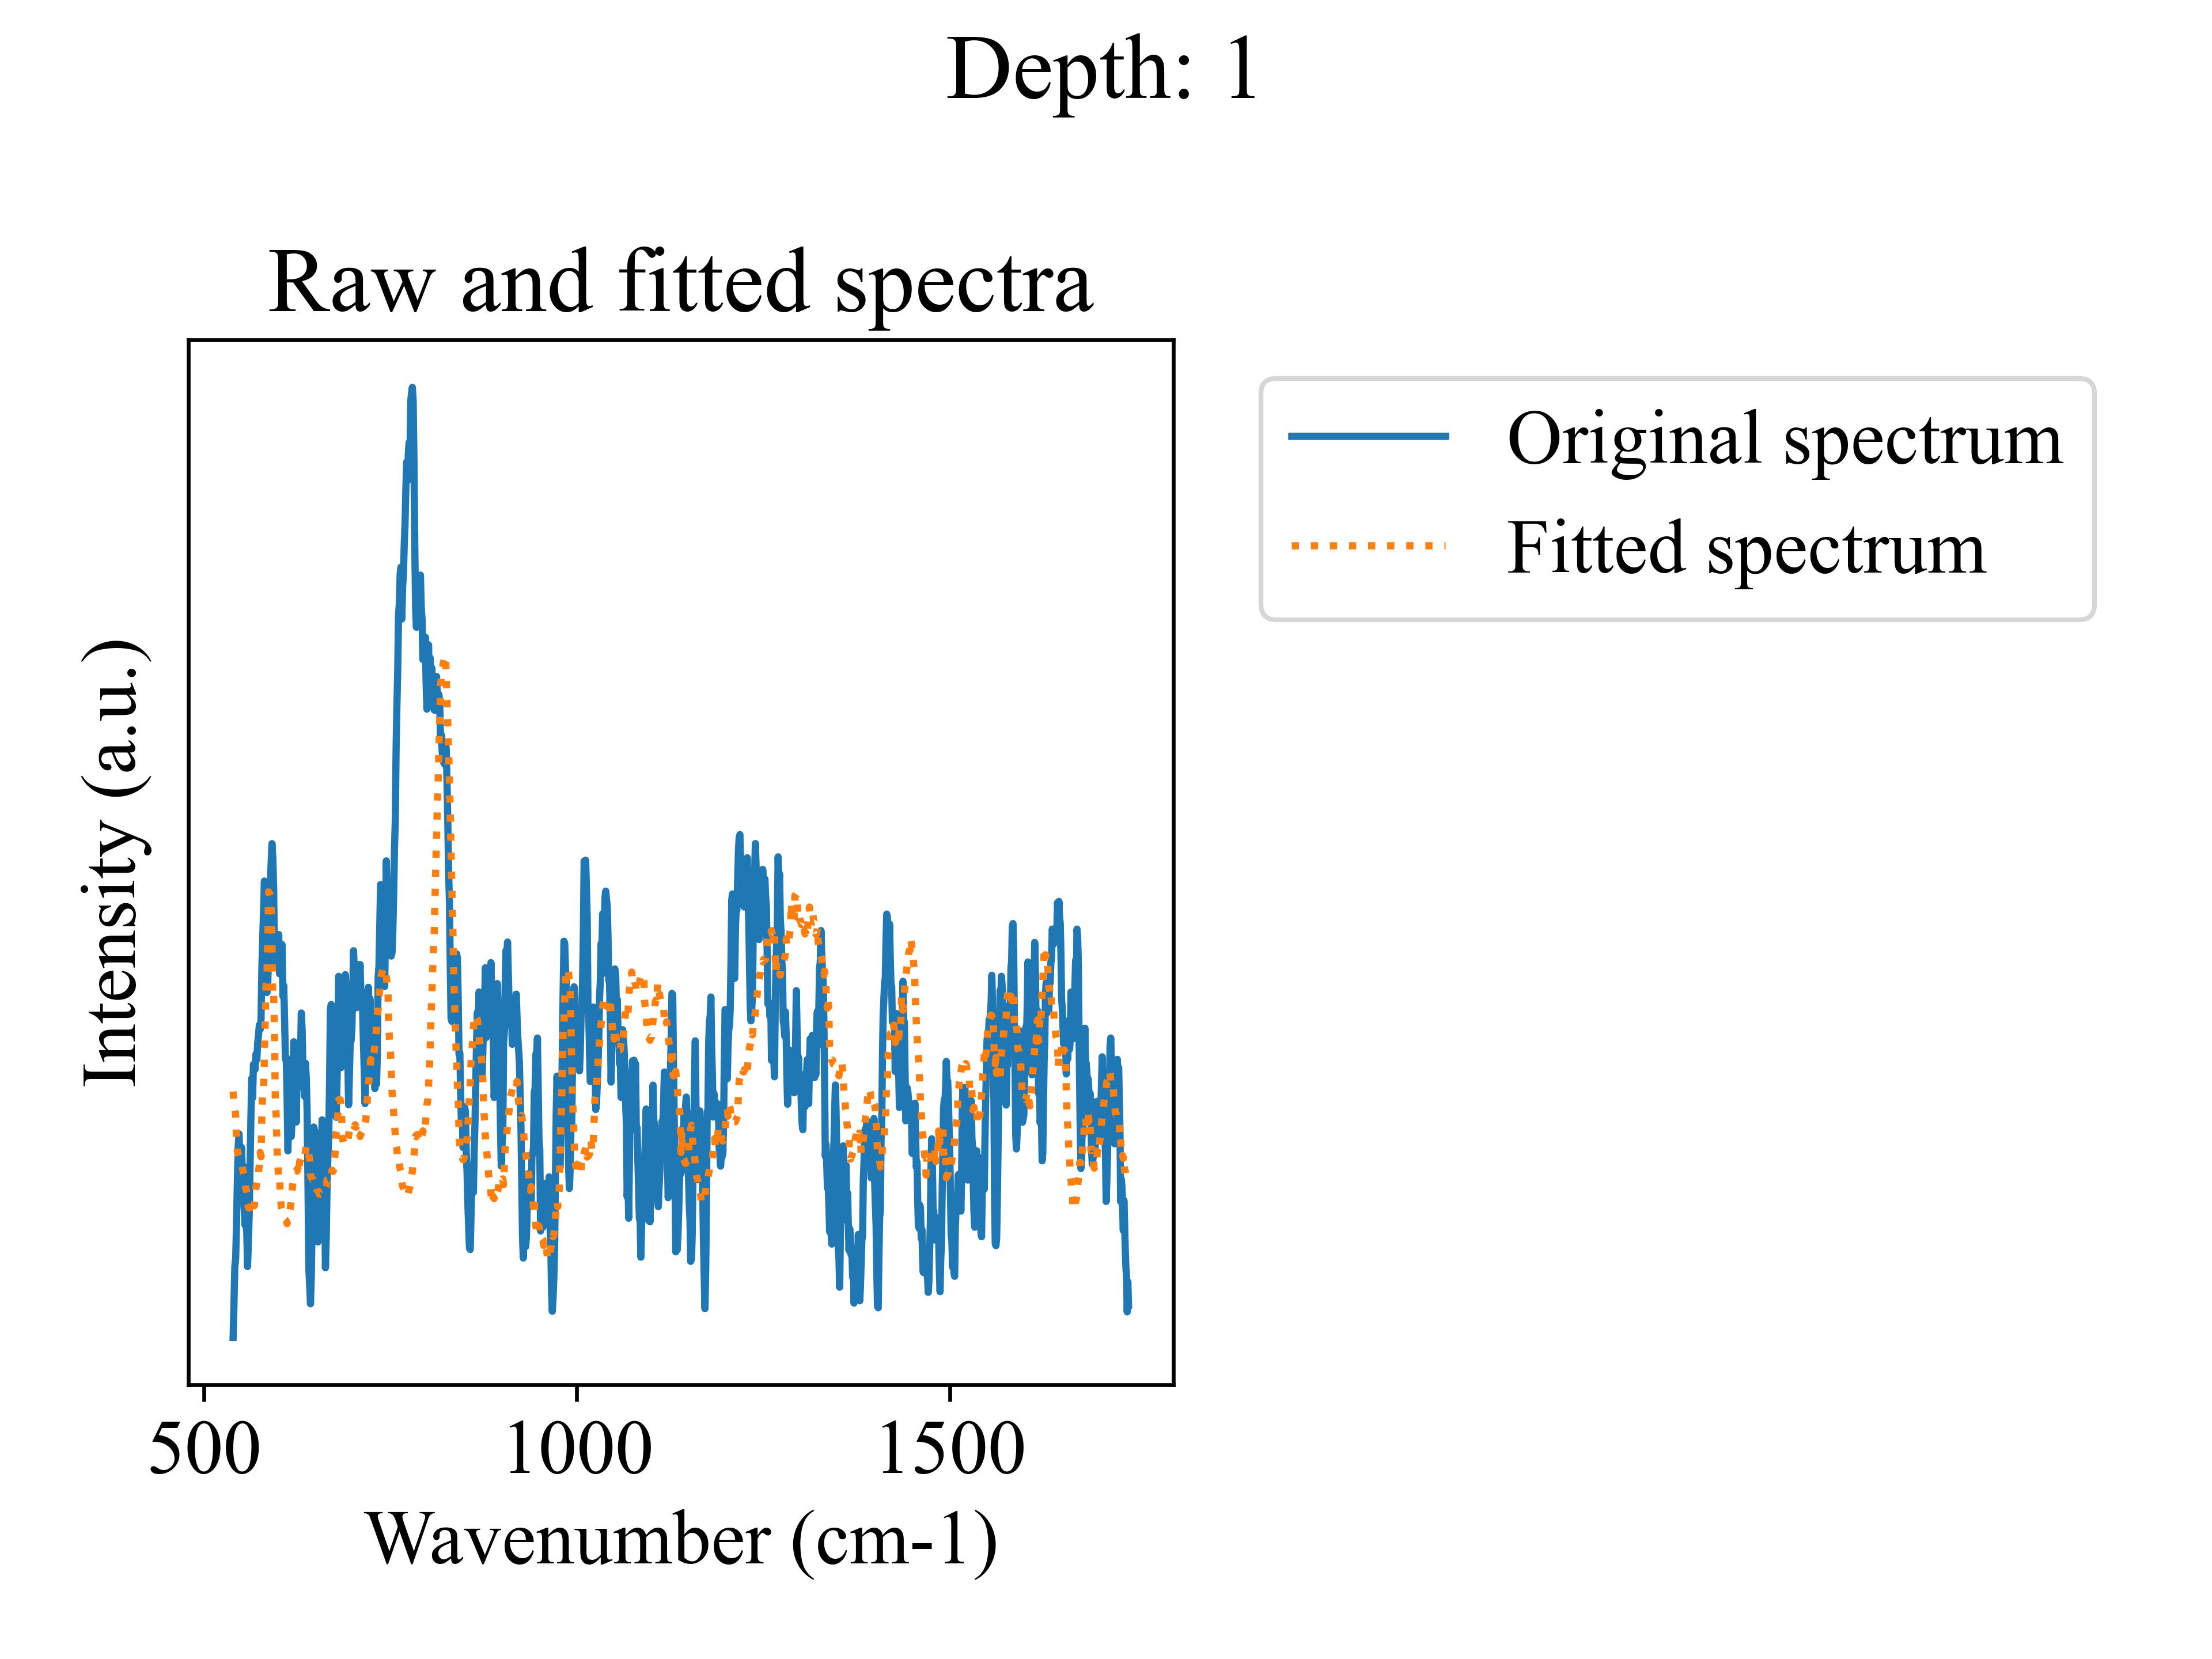 Depth: 1
Raw and fitted spectra
Original spectrum
Fitted spectrum
Intensity (a.u.)
500 1000 1500
Wavenumber (cm-1)